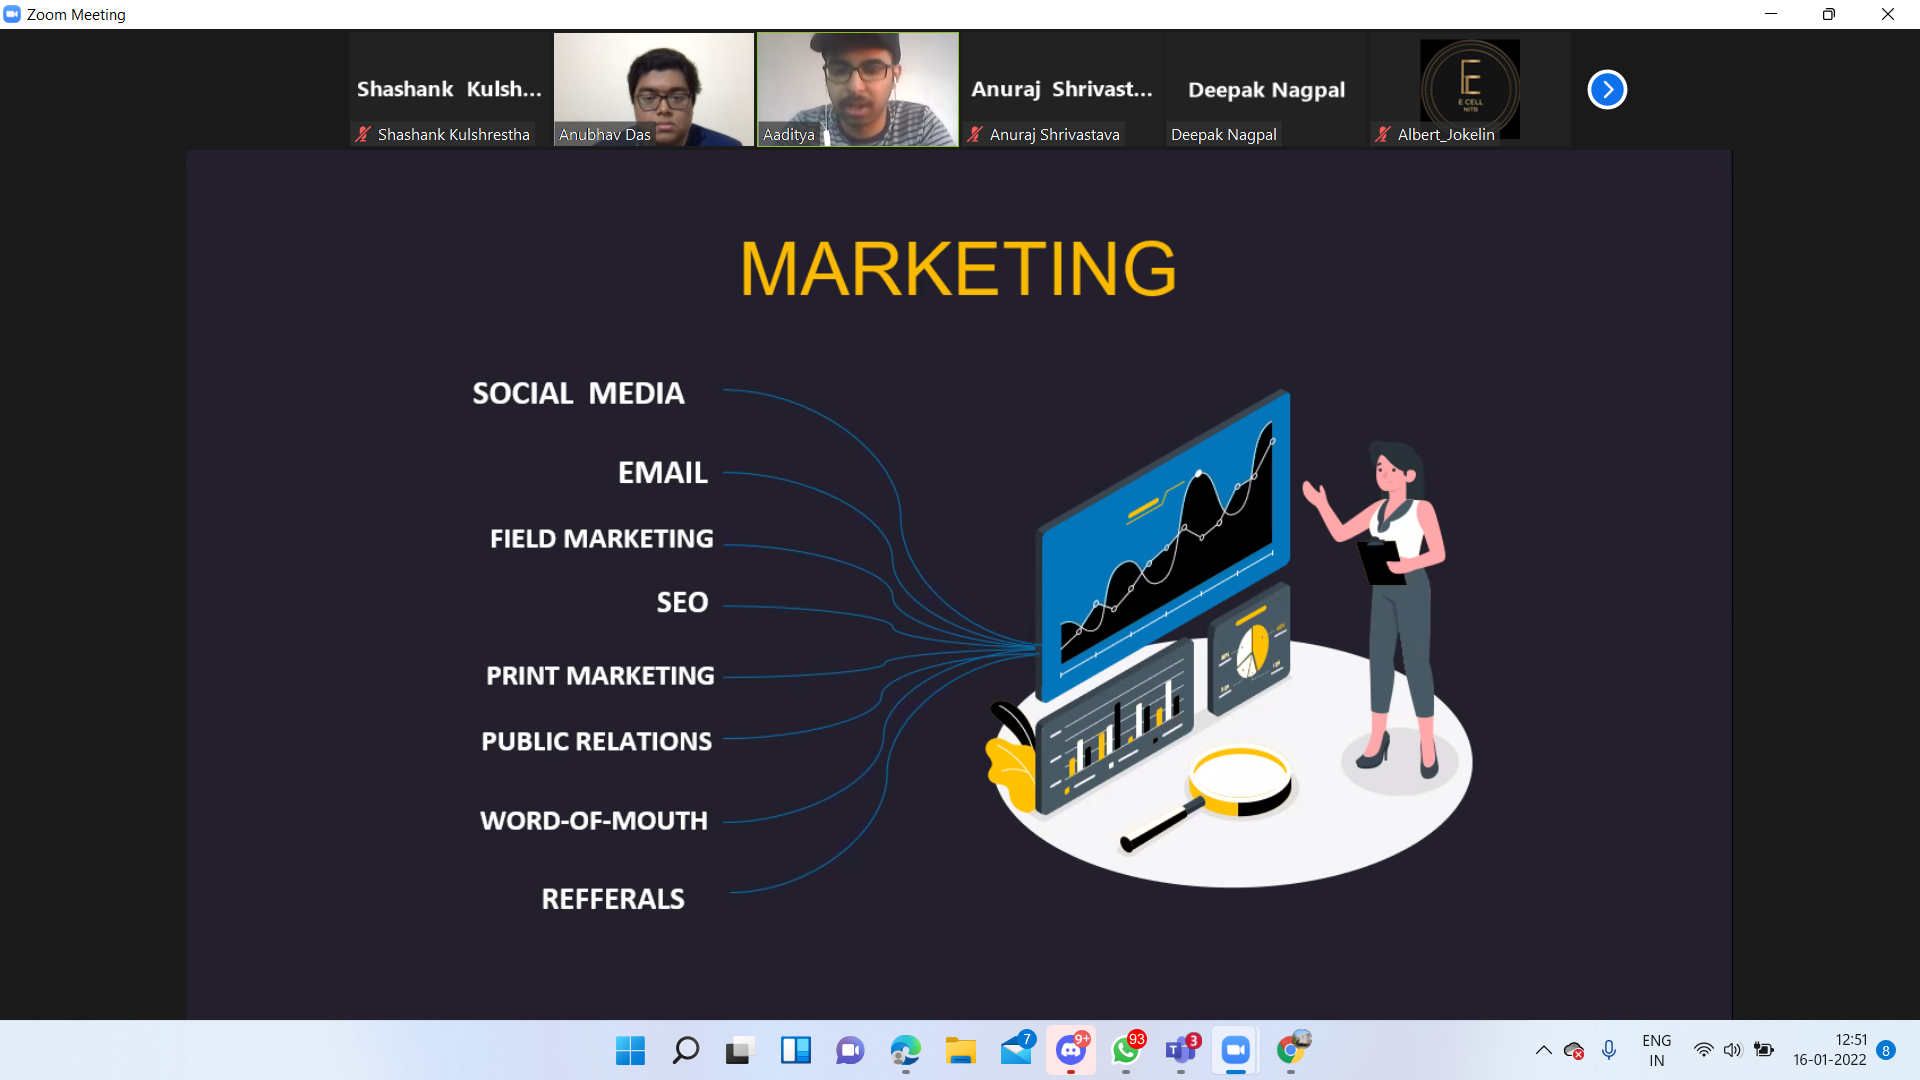 Zoom Meeting
Shashank Kulsh...
Anuraj Shrivast...
Deepak Nagpal
E CELL
NITB
Shashank Kulshrestha
Anubhav Das
Aaditya
Anuraj Shrivastava
Deepak Nagpal
Albert_Jokelin
MARKETING
SOCIAL MEDIA
EMAIL
FIELD MARKETING
SEO
PRINT MARKETING
PUBLIC RELATIONS
WORD-OF-MOUTH
REFFERALS
7
9+
93
3
ENG
IN
12:51
16-01-2022
8